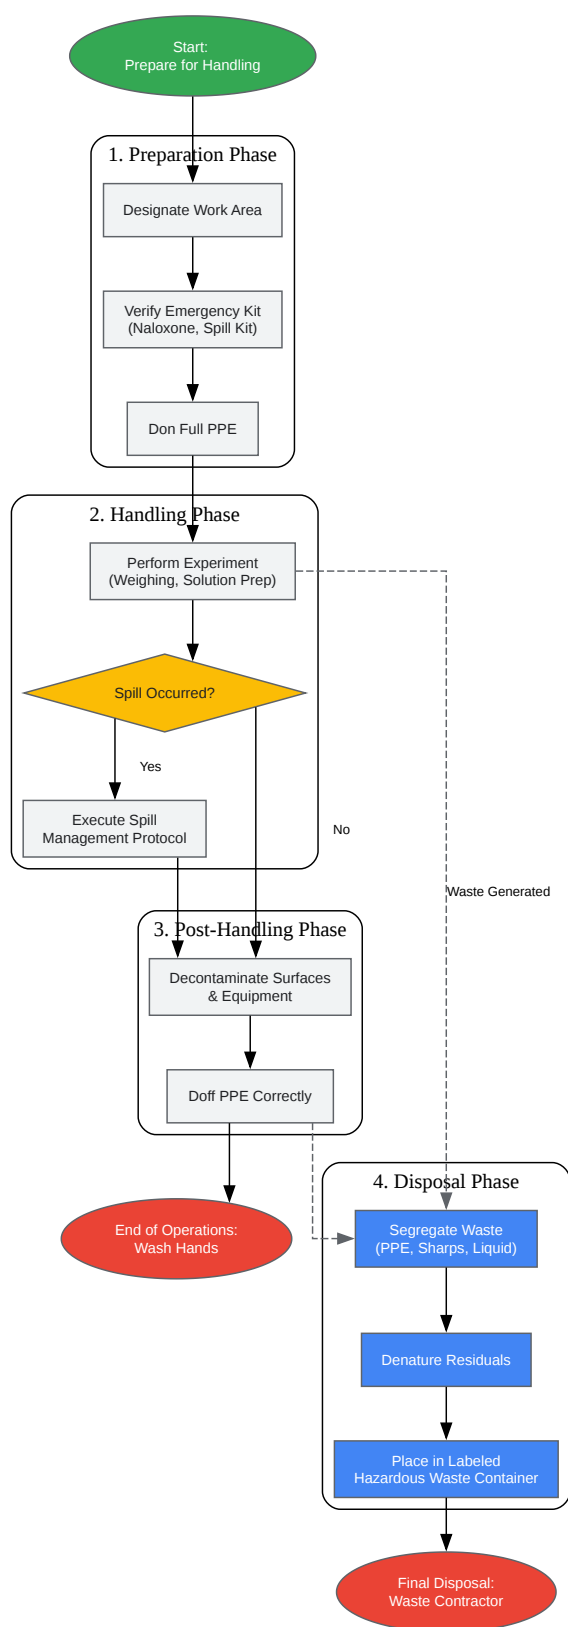 Start:
Prepare for Handling
1. Preparation Phase
Designate Work Area
Verify Emergency Kit
(Naloxone, Spill Kit)
Don Full PPE
2. Handling Phase
Perform Experiment
(Weighing, Solution Prep)
Spill Occurred?
Yes
Execute Spill
Management Protocol
No
Waste Generated
3. Post-Handling Phase
Decontaminate Surfaces
& Equipment
Doff PPE Correctly
End of Operations:
Wash Hands
4. Disposal Phase
Segregate Waste
(PPE, Sharps, Liquid)
Denature Residuals
Place in Labeled
Hazardous Waste Container
Final Disposal:
Waste Contractor